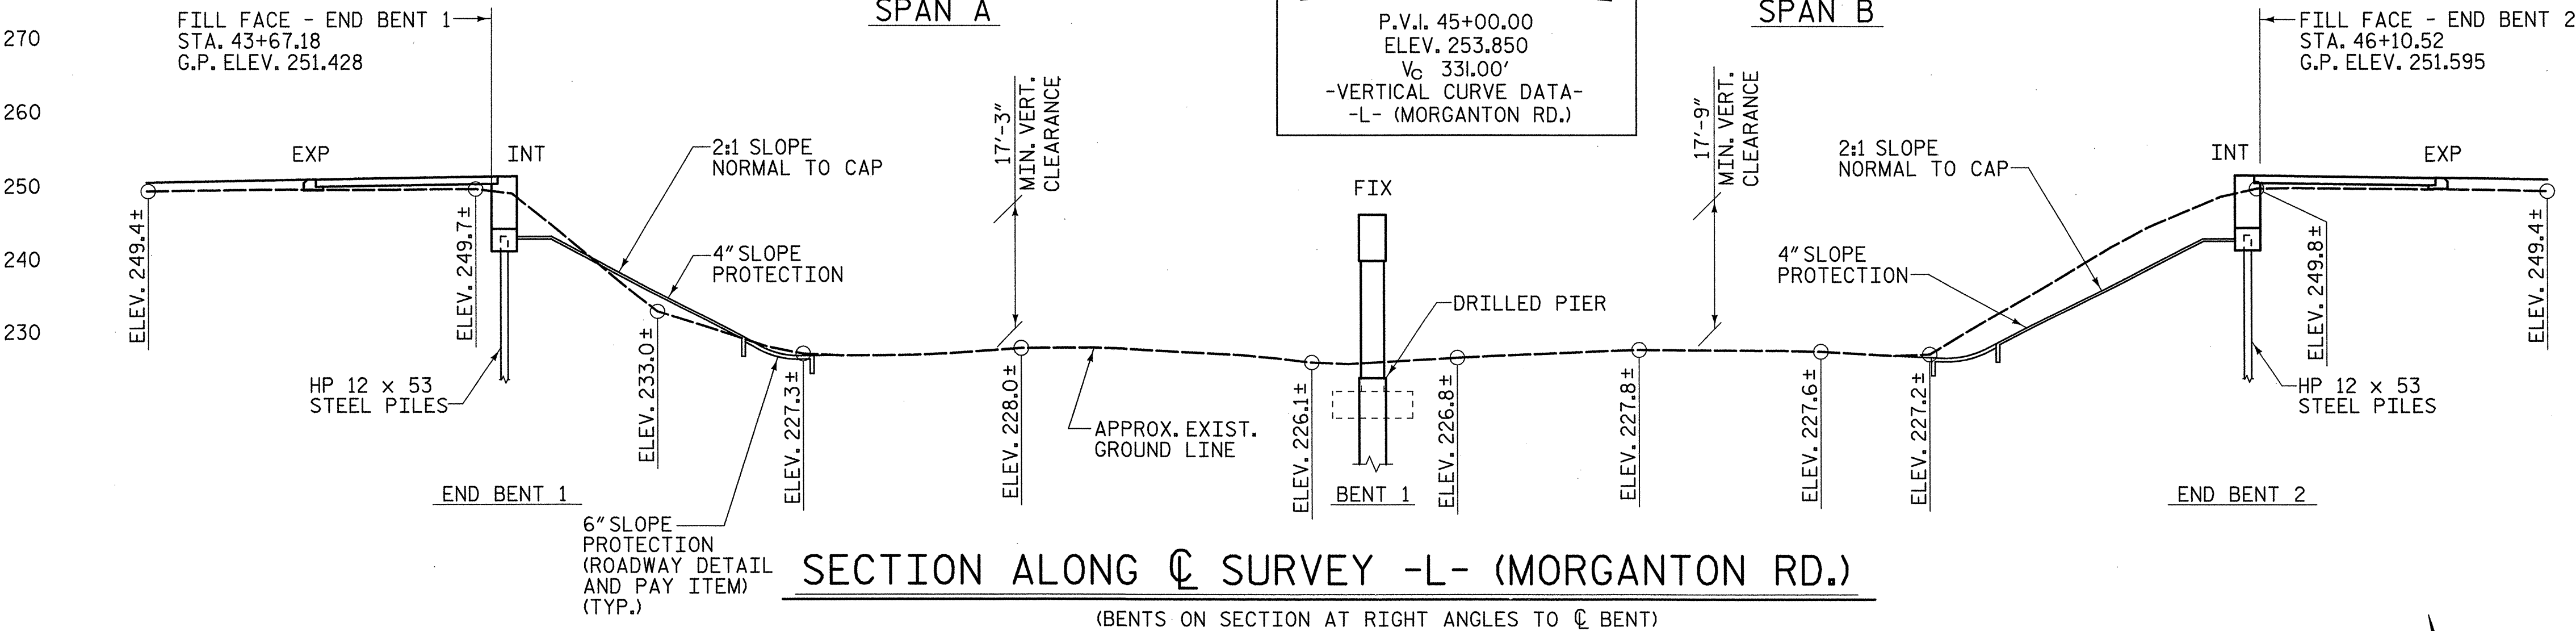 SPAN A
SPAN B
FILL FACE - END BENT 1
STA. 43+67.18
G.P. ELEV. 251.428
P.V.I. 45+00.00
ELEV. 253.850
VC 331.00'
-VERTICAL CURVE DATA-
-L- (MORGANTON RD.)
FILL FACE - END BENT 2
STA. 46+10.52
G.P. ELEV. 251.595
270
260
250
240
230
EXP
INT
2:1 SLOPE
NORMAL TO CAP
17'-3"
MIN. VERT.
CLEARANCE
FIX
17'-9"
MIN. VERT.
CLEARANCE
2:1 SLOPE
NORMAL TO CAP
INT
EXP
4" SLOPE
PROTECTION
4" SLOPE
PROTECTION
DRILLED PIER
ELEV. 249.4±
ELEV. 249.7±
ELEV. 233.0±
ELEV. 227.3±
ELEV. 228.0±
ELEV. 226.1±
ELEV. 226.8±
ELEV. 227.8±
ELEV. 227.6±
ELEV. 227.2±
ELEV. 249.8±
ELEV. 249.4±
HP 12 x 53
STEEL PILES
APPROX. EXIST.
GROUND LINE
HP 12 x 53
STEEL PILES
END BENT 1
BENT 1
END BENT 2
6" SLOPE
PROTECTION
(ROADWAY DETAIL
AND PAY ITEM)
(TYP.)
SECTION ALONG ℄ SURVEY -L- (MORGANTON RD.)
(BENTS ON SECTION AT RIGHT ANGLES TO ℄ BENT)